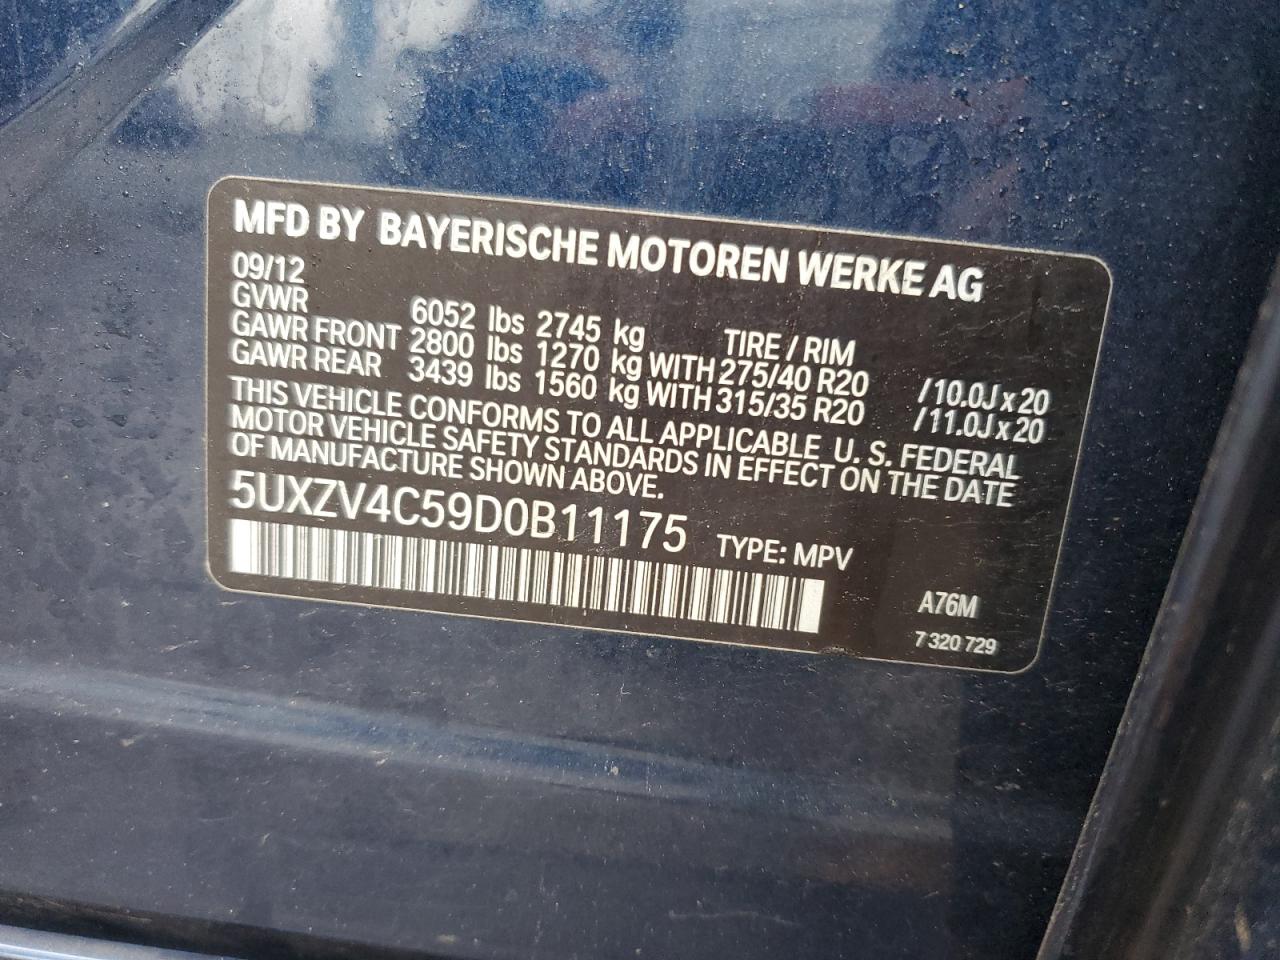 MFD BY BAYERISCHE MOTOREN WERKE AG
09/12
GVWR 6052 lbs 2745 kg TIRE / RIM
GAWR FRONT 2800 lbs 1270 kg WITH 275/40 R20 /10.0J x 20
GAWR REAR 3439 lbs 1560 kg WITH 315/35 R20 /11.0J x 20
THIS VEHICLE CONFORMS TO ALL APPLICABLE U. S. FEDERAL
MOTOR VEHICLE SAFETY STANDARDS IN EFFECT ON THE DATE
OF MANUFACTURE SHOWN ABOVE.
5UXZV4C59D0B11175 TYPE: MPV
A76M
7 320 729